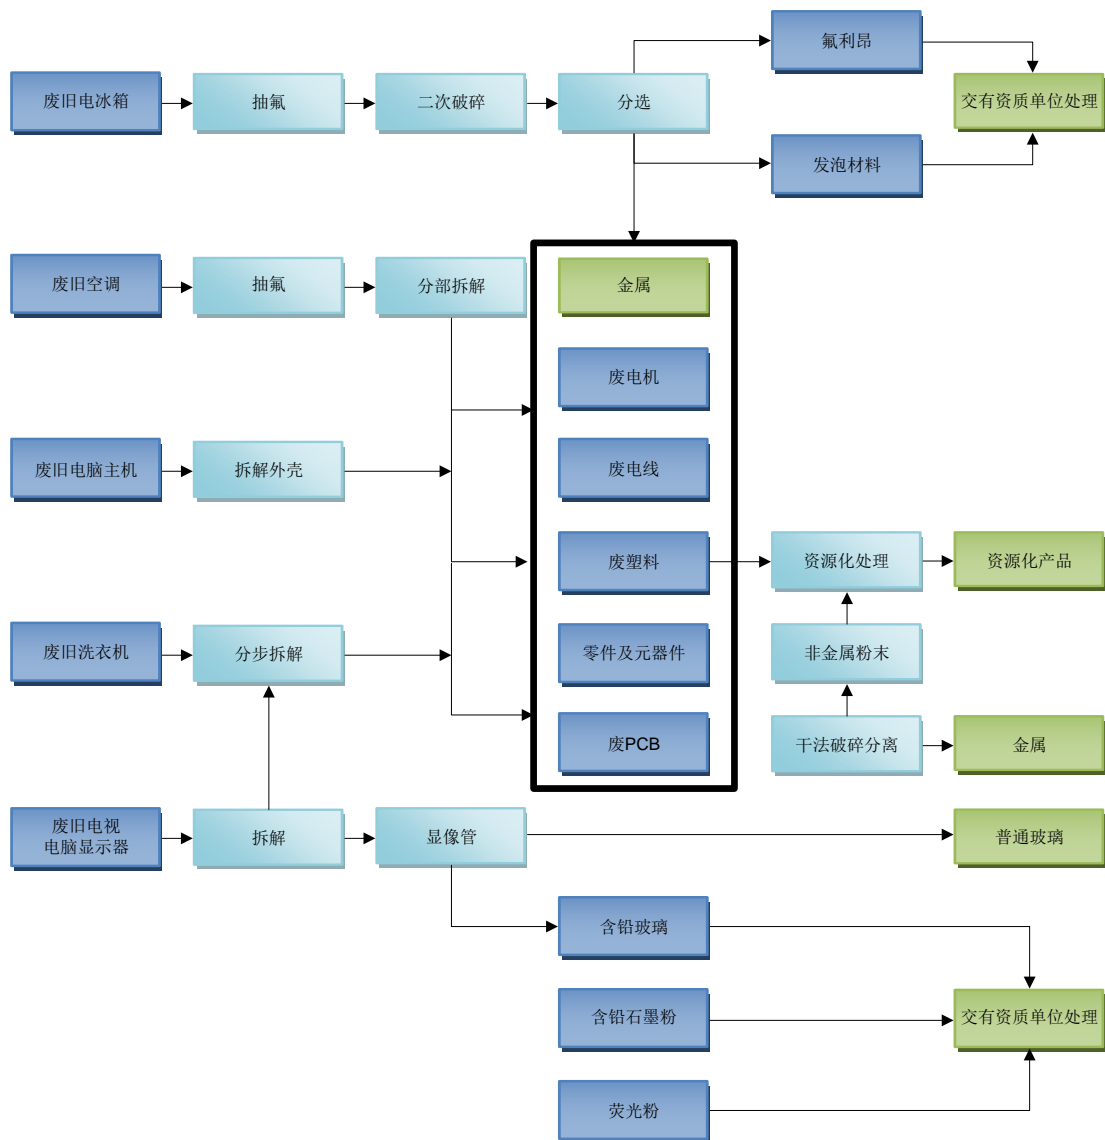 氟利昂
废旧电冰箱
抽氟
二次破碎
分选
交有资质单位处理
发泡材料
废旧空调
抽氟
分部拆解
金属
废电机
废旧电脑主机
拆解外壳
废电线
废塑料
资源化处理
资源化产品
废旧洗衣机
分步拆解
零件及元器件
非金属粉末
废PCB
干法破碎分离
金属
废旧电视
电脑显示器
拆解
显像管
普通玻璃
含铅玻璃
含铅石墨粉
交有资质单位处理
荧光粉